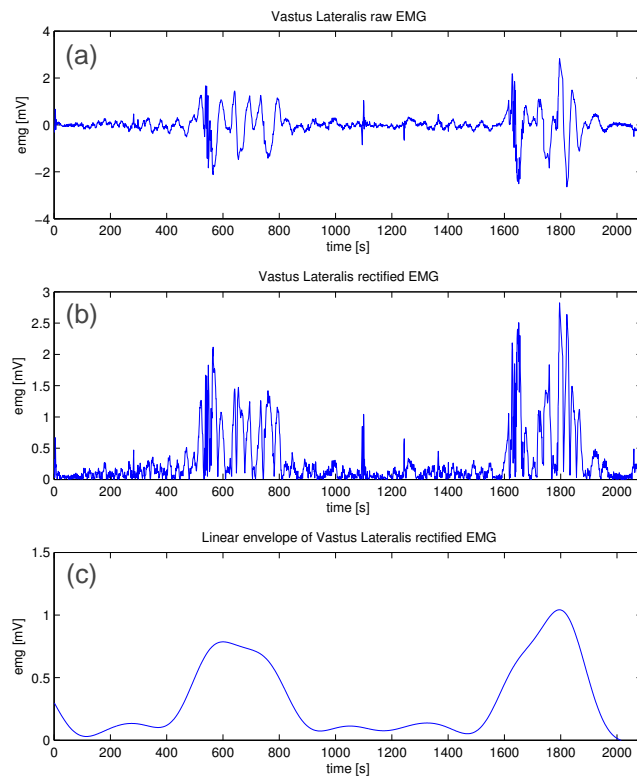 Vastus Lateralis raw EMG
(a)
4
2
0
−2
−4
emg [mV]
0 200 400 600 800 1000 1200 1400 1600 1800 2000
time [s]
Vastus Lateralis rectified EMG
(b)
3
2.5
2
1.5
1
0.5
0
emg [mV]
0 200 400 600 800 1000 1200 1400 1600 1800 2000
time [s]
Linear envelope of Vastus Lateralis rectified EMG
(c)
1.5
1
0.5
0
emg [mV]
0 200 400 600 800 1000 1200 1400 1600 1800 2000
time [s]